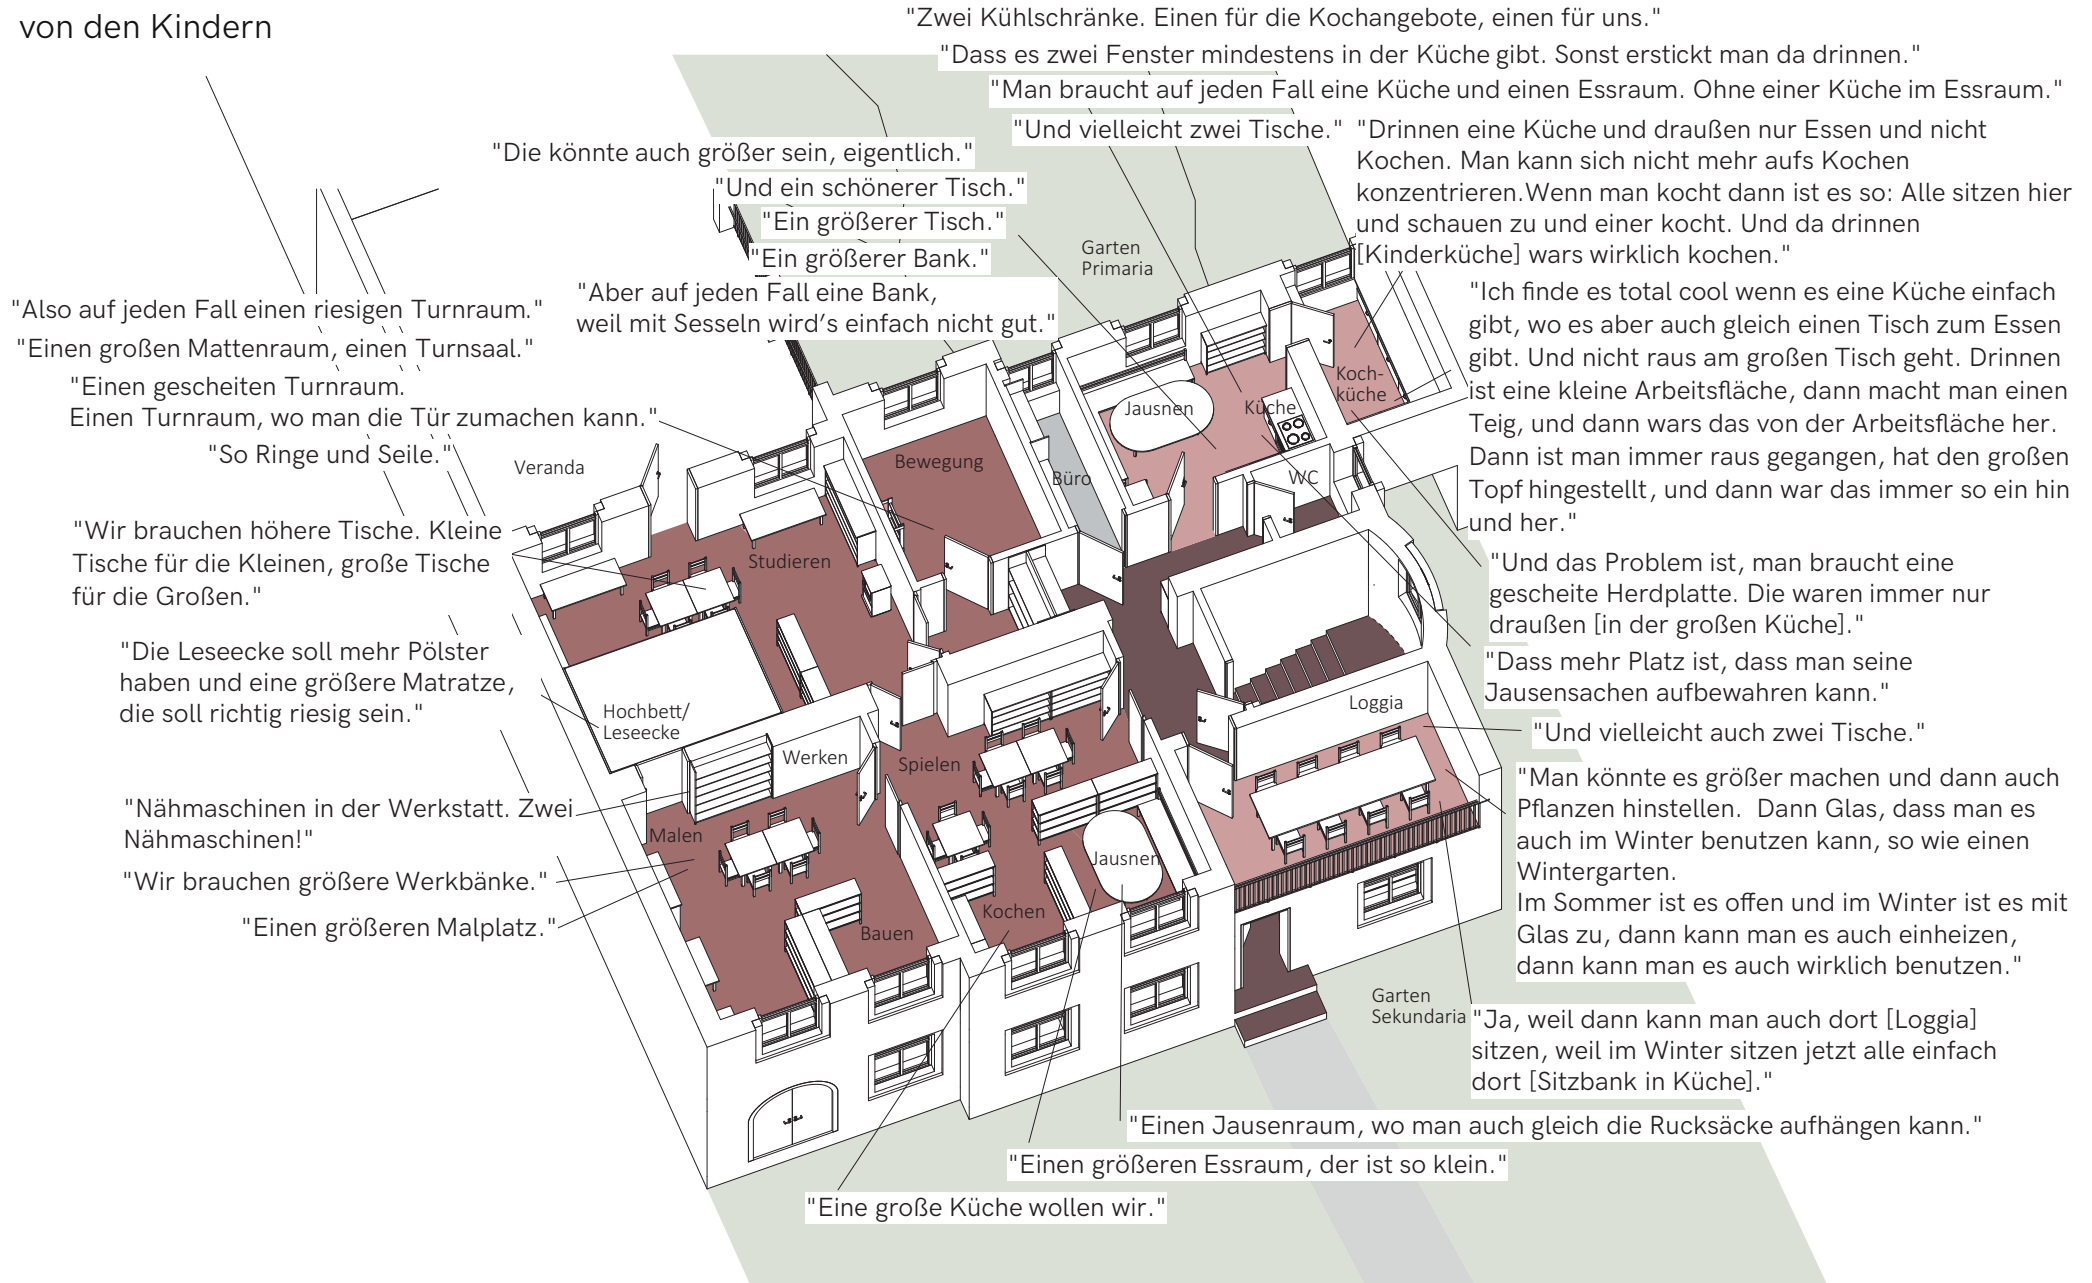 von den Kindern
"Zwei Kühlschränke. Einen für die Kochangebote, einen für uns."
"Dass es zwei Fenster mindestens in der Küche gibt. Sonst erstickt man da drinnen."
"Man braucht auf jeden Fall eine Küche und einen Essraum. Ohne einer Küche im Essraum."
"Und vielleicht zwei Tische."
"Drinnen eine Küche und draußen nur Essen und nicht
Kochen. Man kann sich nicht mehr aufs Kochen
konzentrieren.Wenn man kocht dann ist es so: Alle sitzen hier
und schauen zu und einer kocht. Und da drinnen
[Kinderküche] wars wirklich kochen."
"Die könnte auch größer sein, eigentlich."
"Und ein schönerer Tisch."
"Ein größerer Tisch."
"Ein größerer Bank."
"Aber auf jeden Fall eine Bank,
weil mit Sesseln wird's einfach nicht gut."
Garten
Primaria
"Also auf jeden Fall einen riesigen Turnraum."
"Einen großen Mattenraum, einen Turnsaal."
"Einen gescheiten Turnraum.
Einen Turnraum, wo man die Tür zumachen kann."
"So Ringe und Seile."
"Ich finde es total cool wenn es eine Küche einfach
gibt, wo es aber auch gleich einen Tisch zum Essen
gibt. Und nicht raus am großen Tisch geht. Drinnen
ist eine kleine Arbeitsfläche, dann macht man einen
Teig, und dann wars das von der Arbeitsfläche her.
Dann ist man immer raus gegangen, hat den großen
Topf hingestellt, und dann war das immer so ein hin
und her."
Koch-
küche
Jausnen
Küche
Veranda
Bewegung
Büro
WC
"Wir brauchen höhere Tische. Kleine
Tische für die Kleinen, große Tische
für die Großen."
Studieren
"Und das Problem ist, man braucht eine
gescheite Herdplatte. Die waren immer nur
draußen [in der großen Küche]."
"Die Leseecke soll mehr Pölster
haben und eine größere Matratze,
die soll richtig riesig sein."
"Dass mehr Platz ist, dass man seine
Jausensachen aufbewahren kann."
Hochbett/
Leseecke
Loggia
"Und vielleicht auch zwei Tische."
Werken
Spielen
"Man könnte es größer machen und dann auch
Pflanzen hinstellen.  Dann Glas, dass man es
auch im Winter benutzen kann, so wie einen
Wintergarten.
Im Sommer ist es offen und im Winter ist es mit
Glas zu, dann kann man es auch einheizen,
dann kann man es auch wirklich benutzen."
"Nähmaschinen in der Werkstatt. Zwei
Nähmaschinen!"
Malen
"Wir brauchen größere Werkbänke."
Jausnen
"Einen größeren Malplatz."
Kochen
Bauen
Garten
Sekundaria
"Ja, weil dann kann man auch dort [Loggia]
sitzen, weil im Winter sitzen jetzt alle einfach
dort [Sitzbank in Küche]."
"Einen Jausenraum, wo man auch gleich die Rucksäcke aufhängen kann."
"Einen größeren Essraum, der ist so klein."
"Eine große Küche wollen wir."